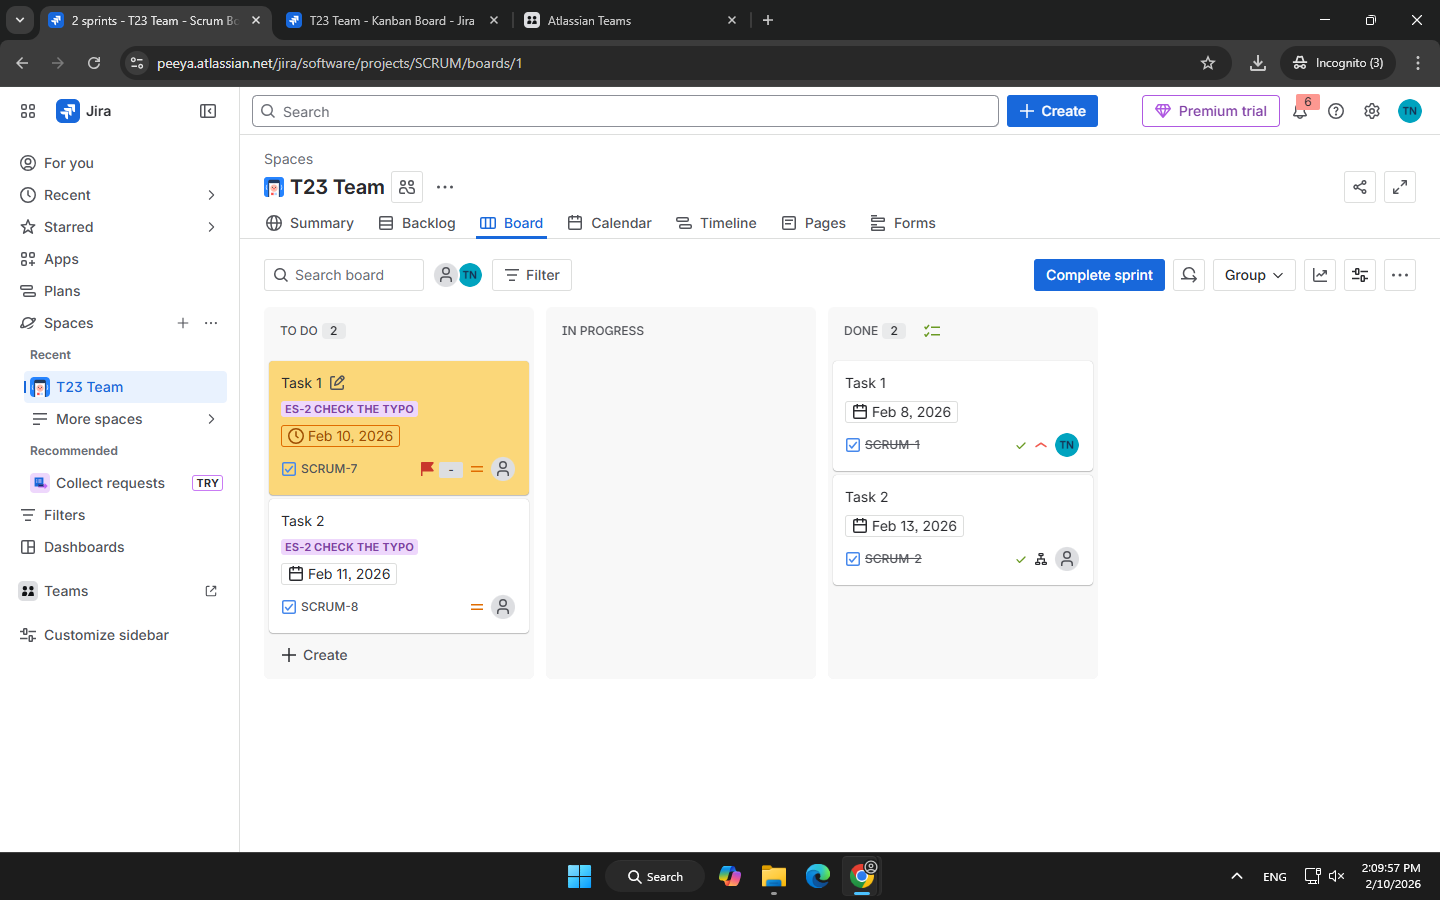 2 sprints - T23 Team - Scrum Bo
T23 Team - Kanban Board - Jira
Atlassian Teams
peeya.atlassian.net/jira/software/projects/SCRUM/boards/1
Incognito (3)
Jira
Search
Create
Premium trial
6
TN
For you
Recent
Starred
Apps
Plans
Spaces
Recent
T23 Team
More spaces
Recommended
Collect requests
TRY
Filters
Dashboards
Teams
Customize sidebar
Spaces
T23 Team
Summary
Backlog
Board
Calendar
Timeline
Pages
Forms
Search board
TN
Filter
Complete sprint
Group
TO DO 2
Task 1
ES-2 CHECK THE TYPO
Feb 10, 2026
SCRUM-7
-
Task 2
ES-2 CHECK THE TYPO
Feb 11, 2026
SCRUM-8
Create
IN PROGRESS
DONE 2
Task 1
Feb 8, 2026
SCRUM-1
TN
Task 2
Feb 13, 2026
SCRUM-2
Search
ENG
2:09:57 PM
2/10/2026